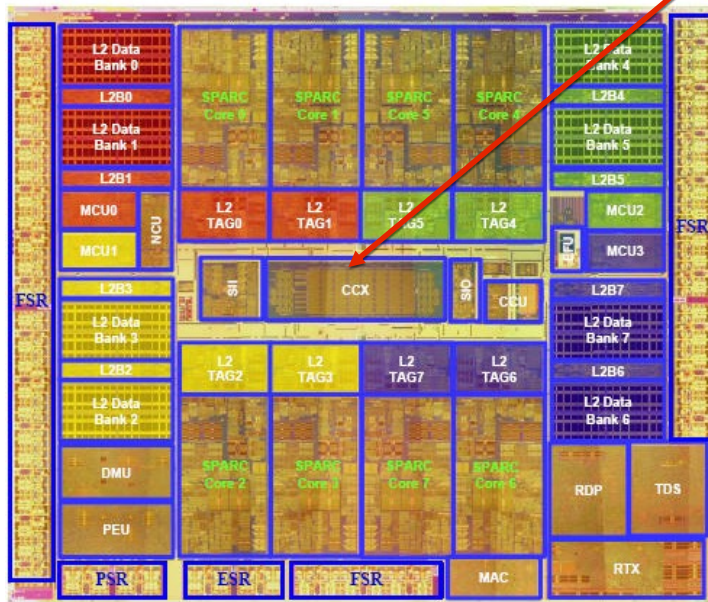 L2 Data
Bank 0
L2B0
L2 Data
Bank 1
L2B1
MCU0
MCU1
NCU
SPARC
Core 0
SPARC
Core 1
SPARC
Core 5
SPARC
Core 4
L2
TAG0
L2
TAG1
L2
TAG5
L2
TAG4
L2 Data
Bank 4
L2B4
L2 Data
Bank 5
L2B5
MCU2
EFU
MCU3
FSR
FSR
SII
CCX
SIO
CCU
L2B3
L2 Data
Bank 3
L2B2
L2 Data
Bank 2
DMU
PEU
L2
TAG2
L2
TAG3
L2
TAG7
L2
TAG6
SPARC
Core 2
SPARC
Core 3
SPARC
Core 7
SPARC
Core 6
L2B7
L2 Data
Bank 7
L2B6
L2 Data
Bank 6
RDP
TDS
RTX
PSR
ESR
FSR
MAC